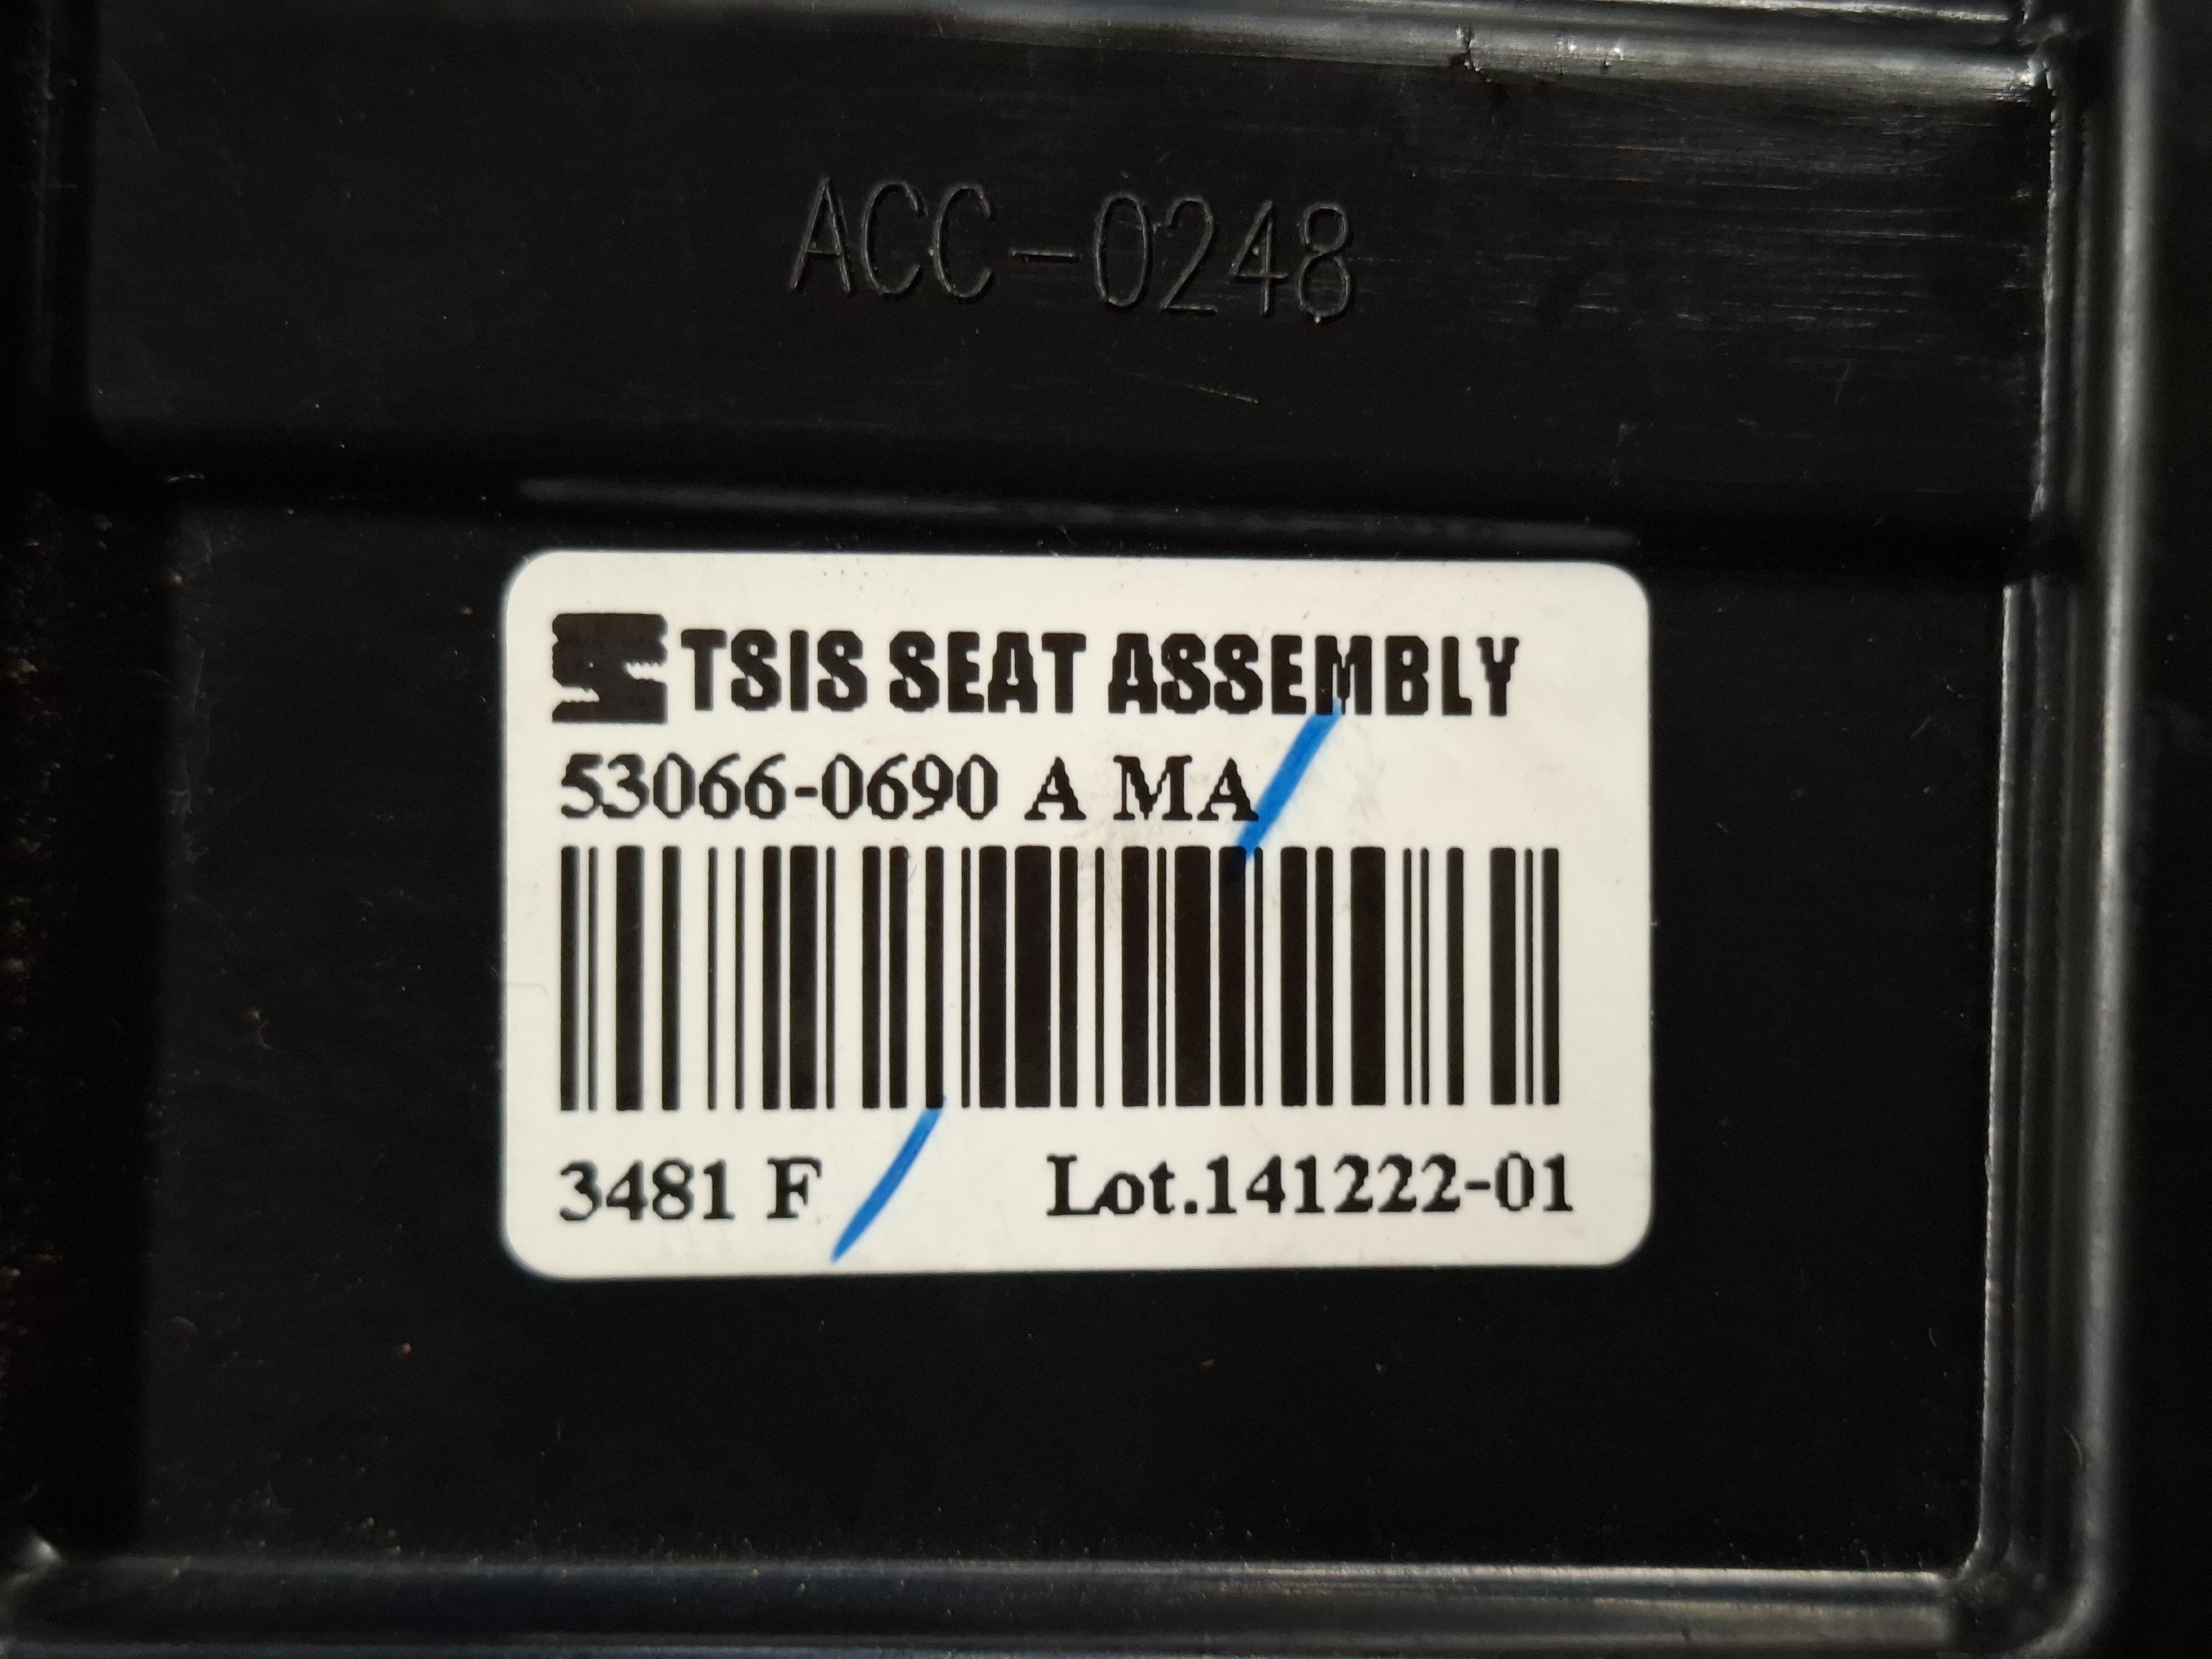 ACC-0248
TSIS SEAT ASSEMBLY
53066-0690 A MA
3481 F Lot.141222-01